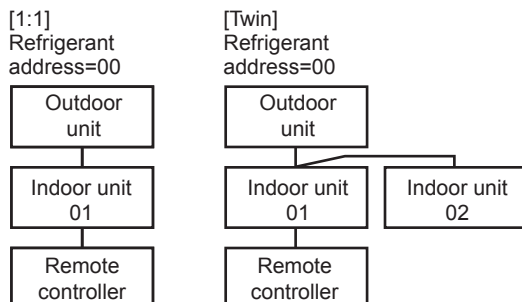 [1:1]
Refrigerant
address=00
Outdoor
unit
Indoor unit
01
Remote
controller
[Twin]
Refrigerant
address=00
Outdoor
unit
Indoor unit
01
Indoor unit
02
Remote
controller